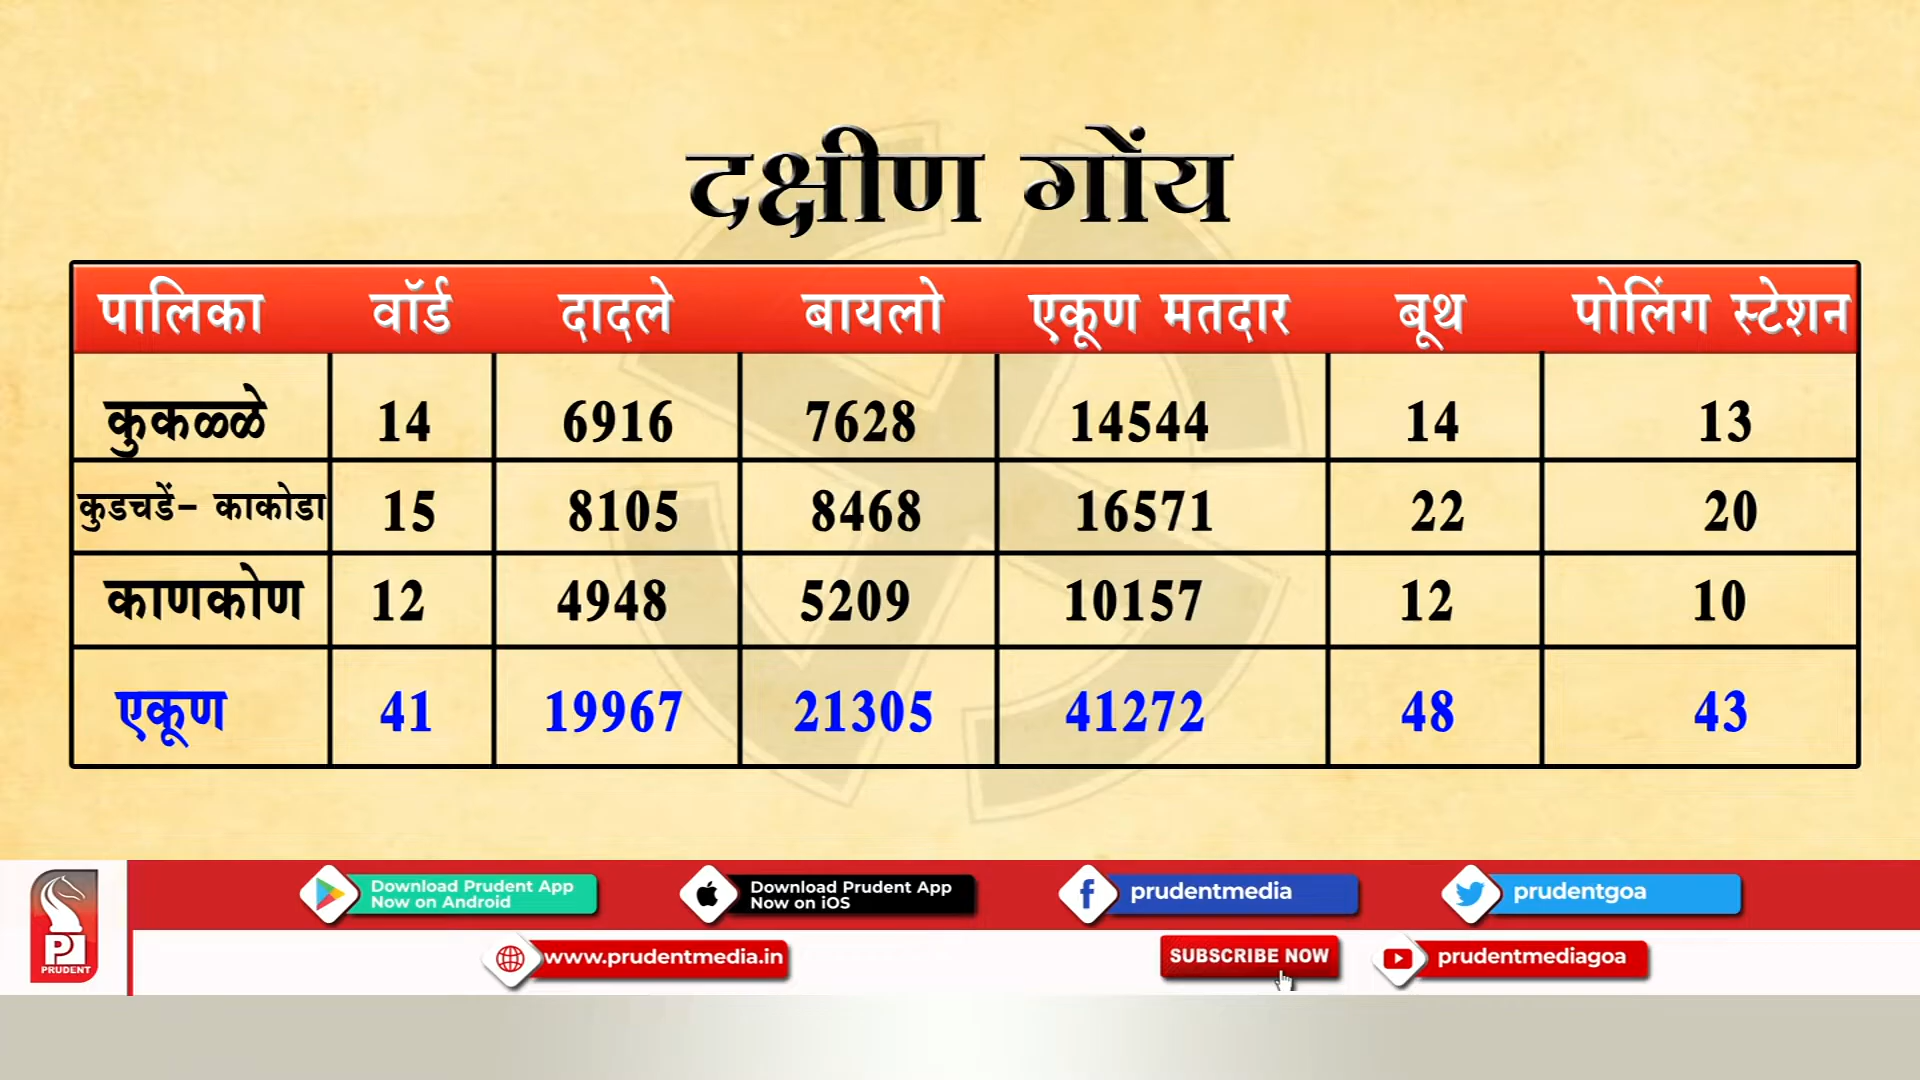 दक्षीण गोंय
पालिका वॉर्ड दादले बायलो एकूण मतदार बूथ पोलिंग स्टेशन
कुकळ्ळे 14 6916 7628 14544 14 13
कुडचडें- काकोडा 15 8105 8468 16571 22 20
काणकोण 12 4948 5209 10157 12 10
एकूण 41 19967 21305 41272 48 43
Download Prudent App
Now on Android
Download Prudent App
Now on iOS
prudentmedia
prudentgoa
PRUDENT
www.prudentmedia.in
SUBSCRIBE NOW
prudentmediagoa